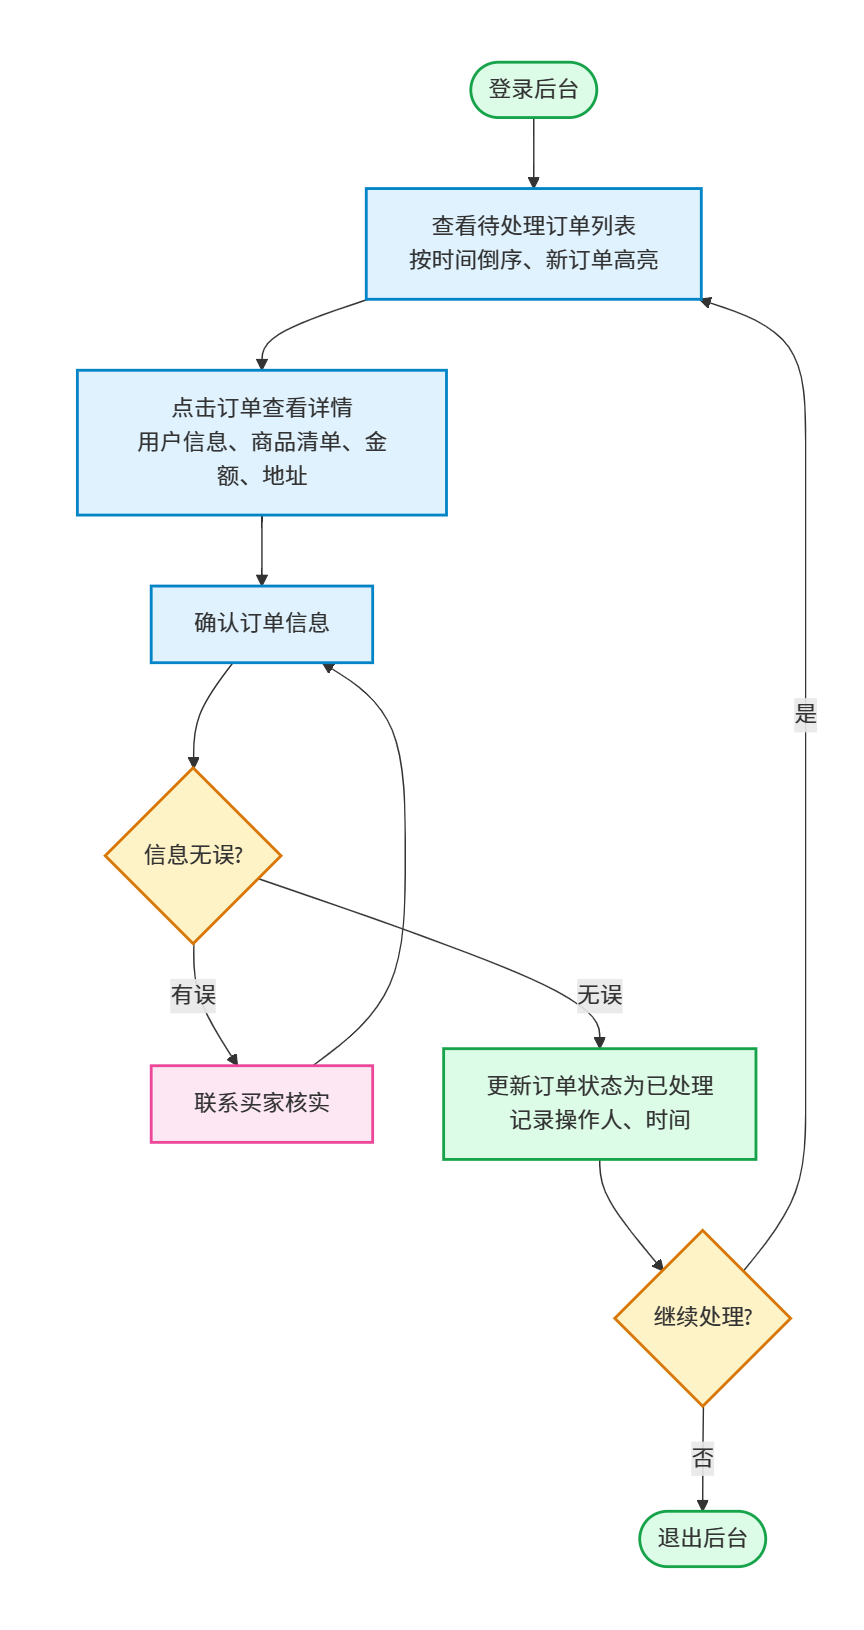 登录后台
查看待处理订单列表
按时间倒序、新订单高亮
点击订单查看详情
用户信息、商品清单、金
额、地址
确认订单信息
是
信息无误?
有误
无误
联系买家核实
更新订单状态为已处理
记录操作人、时间
继续处理?
否
退出后台